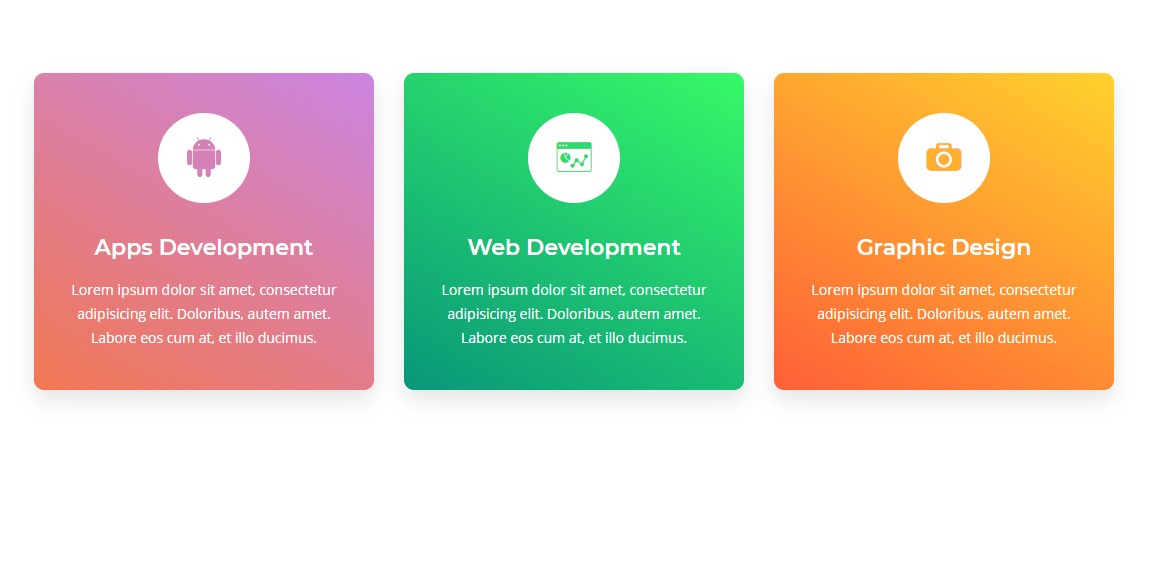 Apps Development
Lorem ipsum dolor sit amet, consectetur
adipisicing elit. Doloribus, autem amet.
Labore eos cum at, et illo ducimus.
Web Development
Lorem ipsum dolor sit amet, consectetur
adipisicing elit. Doloribus, autem amet.
Labore eos cum at, et illo ducimus.
Graphic Design
Lorem ipsum dolor sit amet, consectetur
adipisicing elit. Doloribus, autem amet.
Labore eos cum at, et illo ducimus.